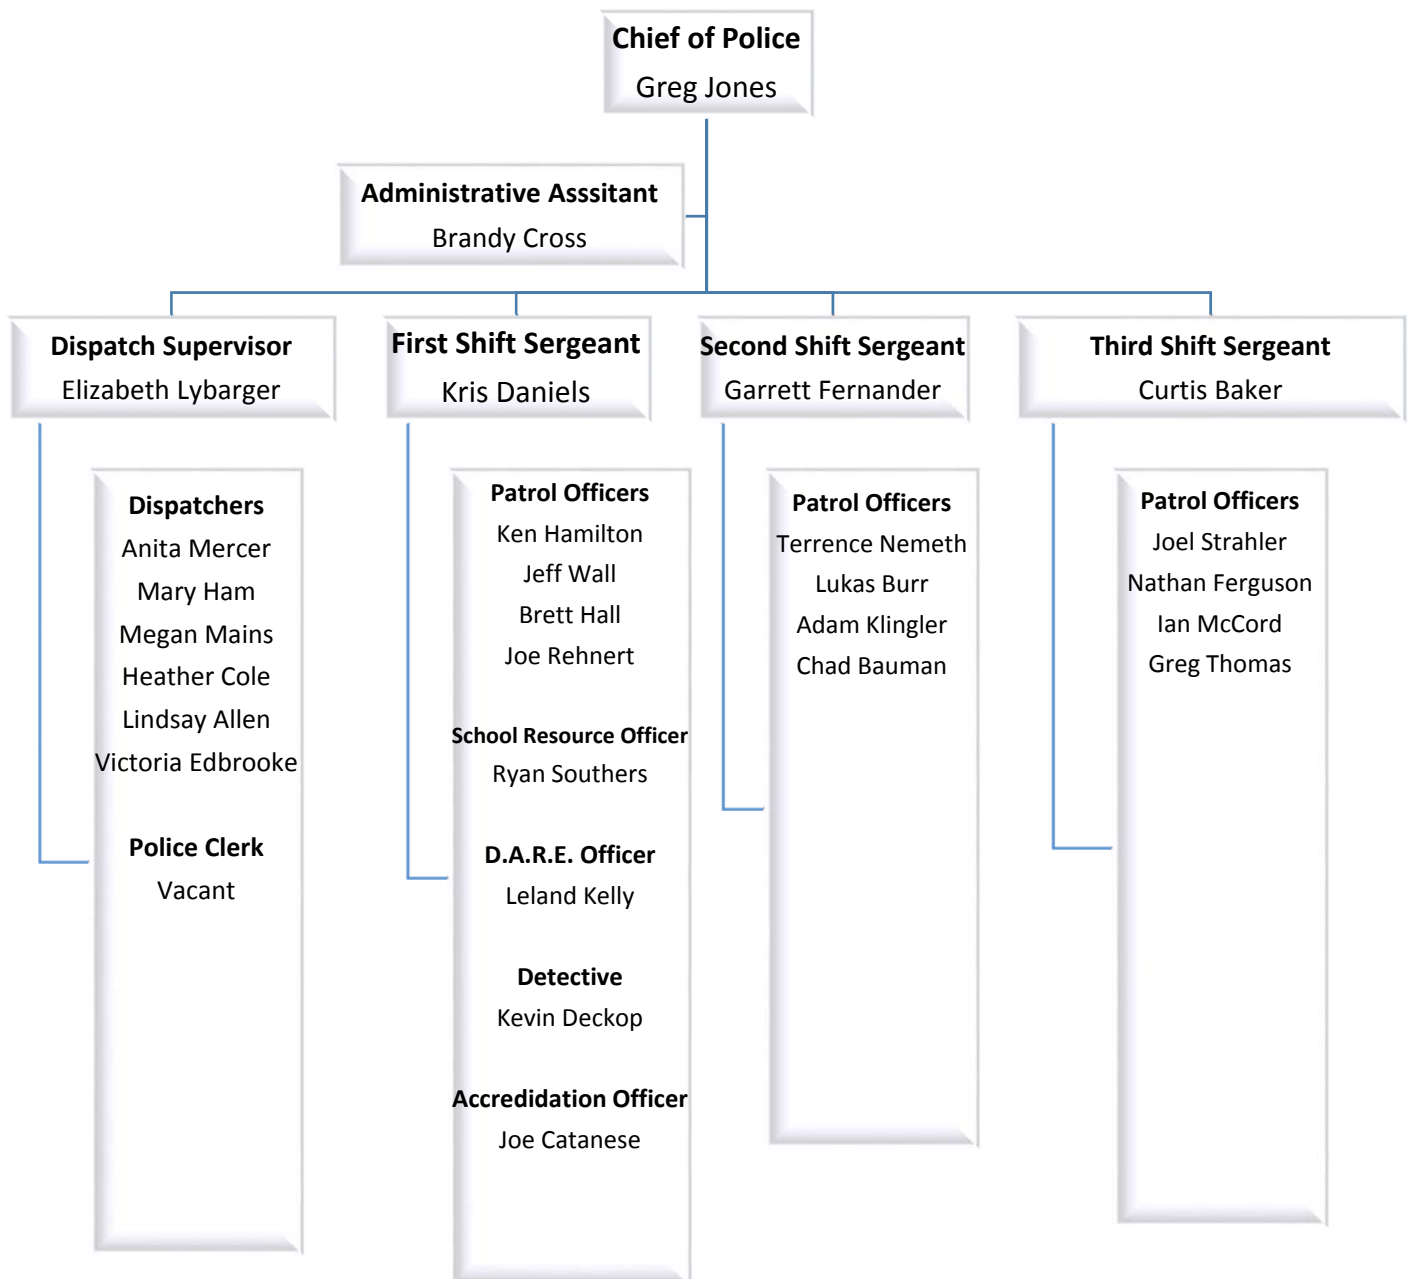 Chief of Police
Greg Jones
Administrative Asssitant
Brandy Cross
Dispatch Supervisor
Elizabeth Lybarger
First Shift Sergeant
Kris Daniels
Second Shift Sergeant
Garrett Fernander
Third Shift Sergeant
Curtis Baker
Dispatchers
Anita Mercer
Mary Ham
Megan Mains
Heather Cole
Lindsay Allen
Victoria Edbrooke
Police Clerk
Vacant
Patrol Officers
Ken Hamilton
Jeff Wall
Brett Hall
Joe Rehnert
School Resource Officer
Ryan Southers
D.A.R.E. Officer
Leland Kelly
Detective
Kevin Deckop
Accredidation Officer
Joe Catanese
Patrol Officers
Terrence Nemeth
Lukas Burr
Adam Klingler
Chad Bauman
Patrol Officers
Joel Strahler
Nathan Ferguson
Ian McCord
Greg Thomas